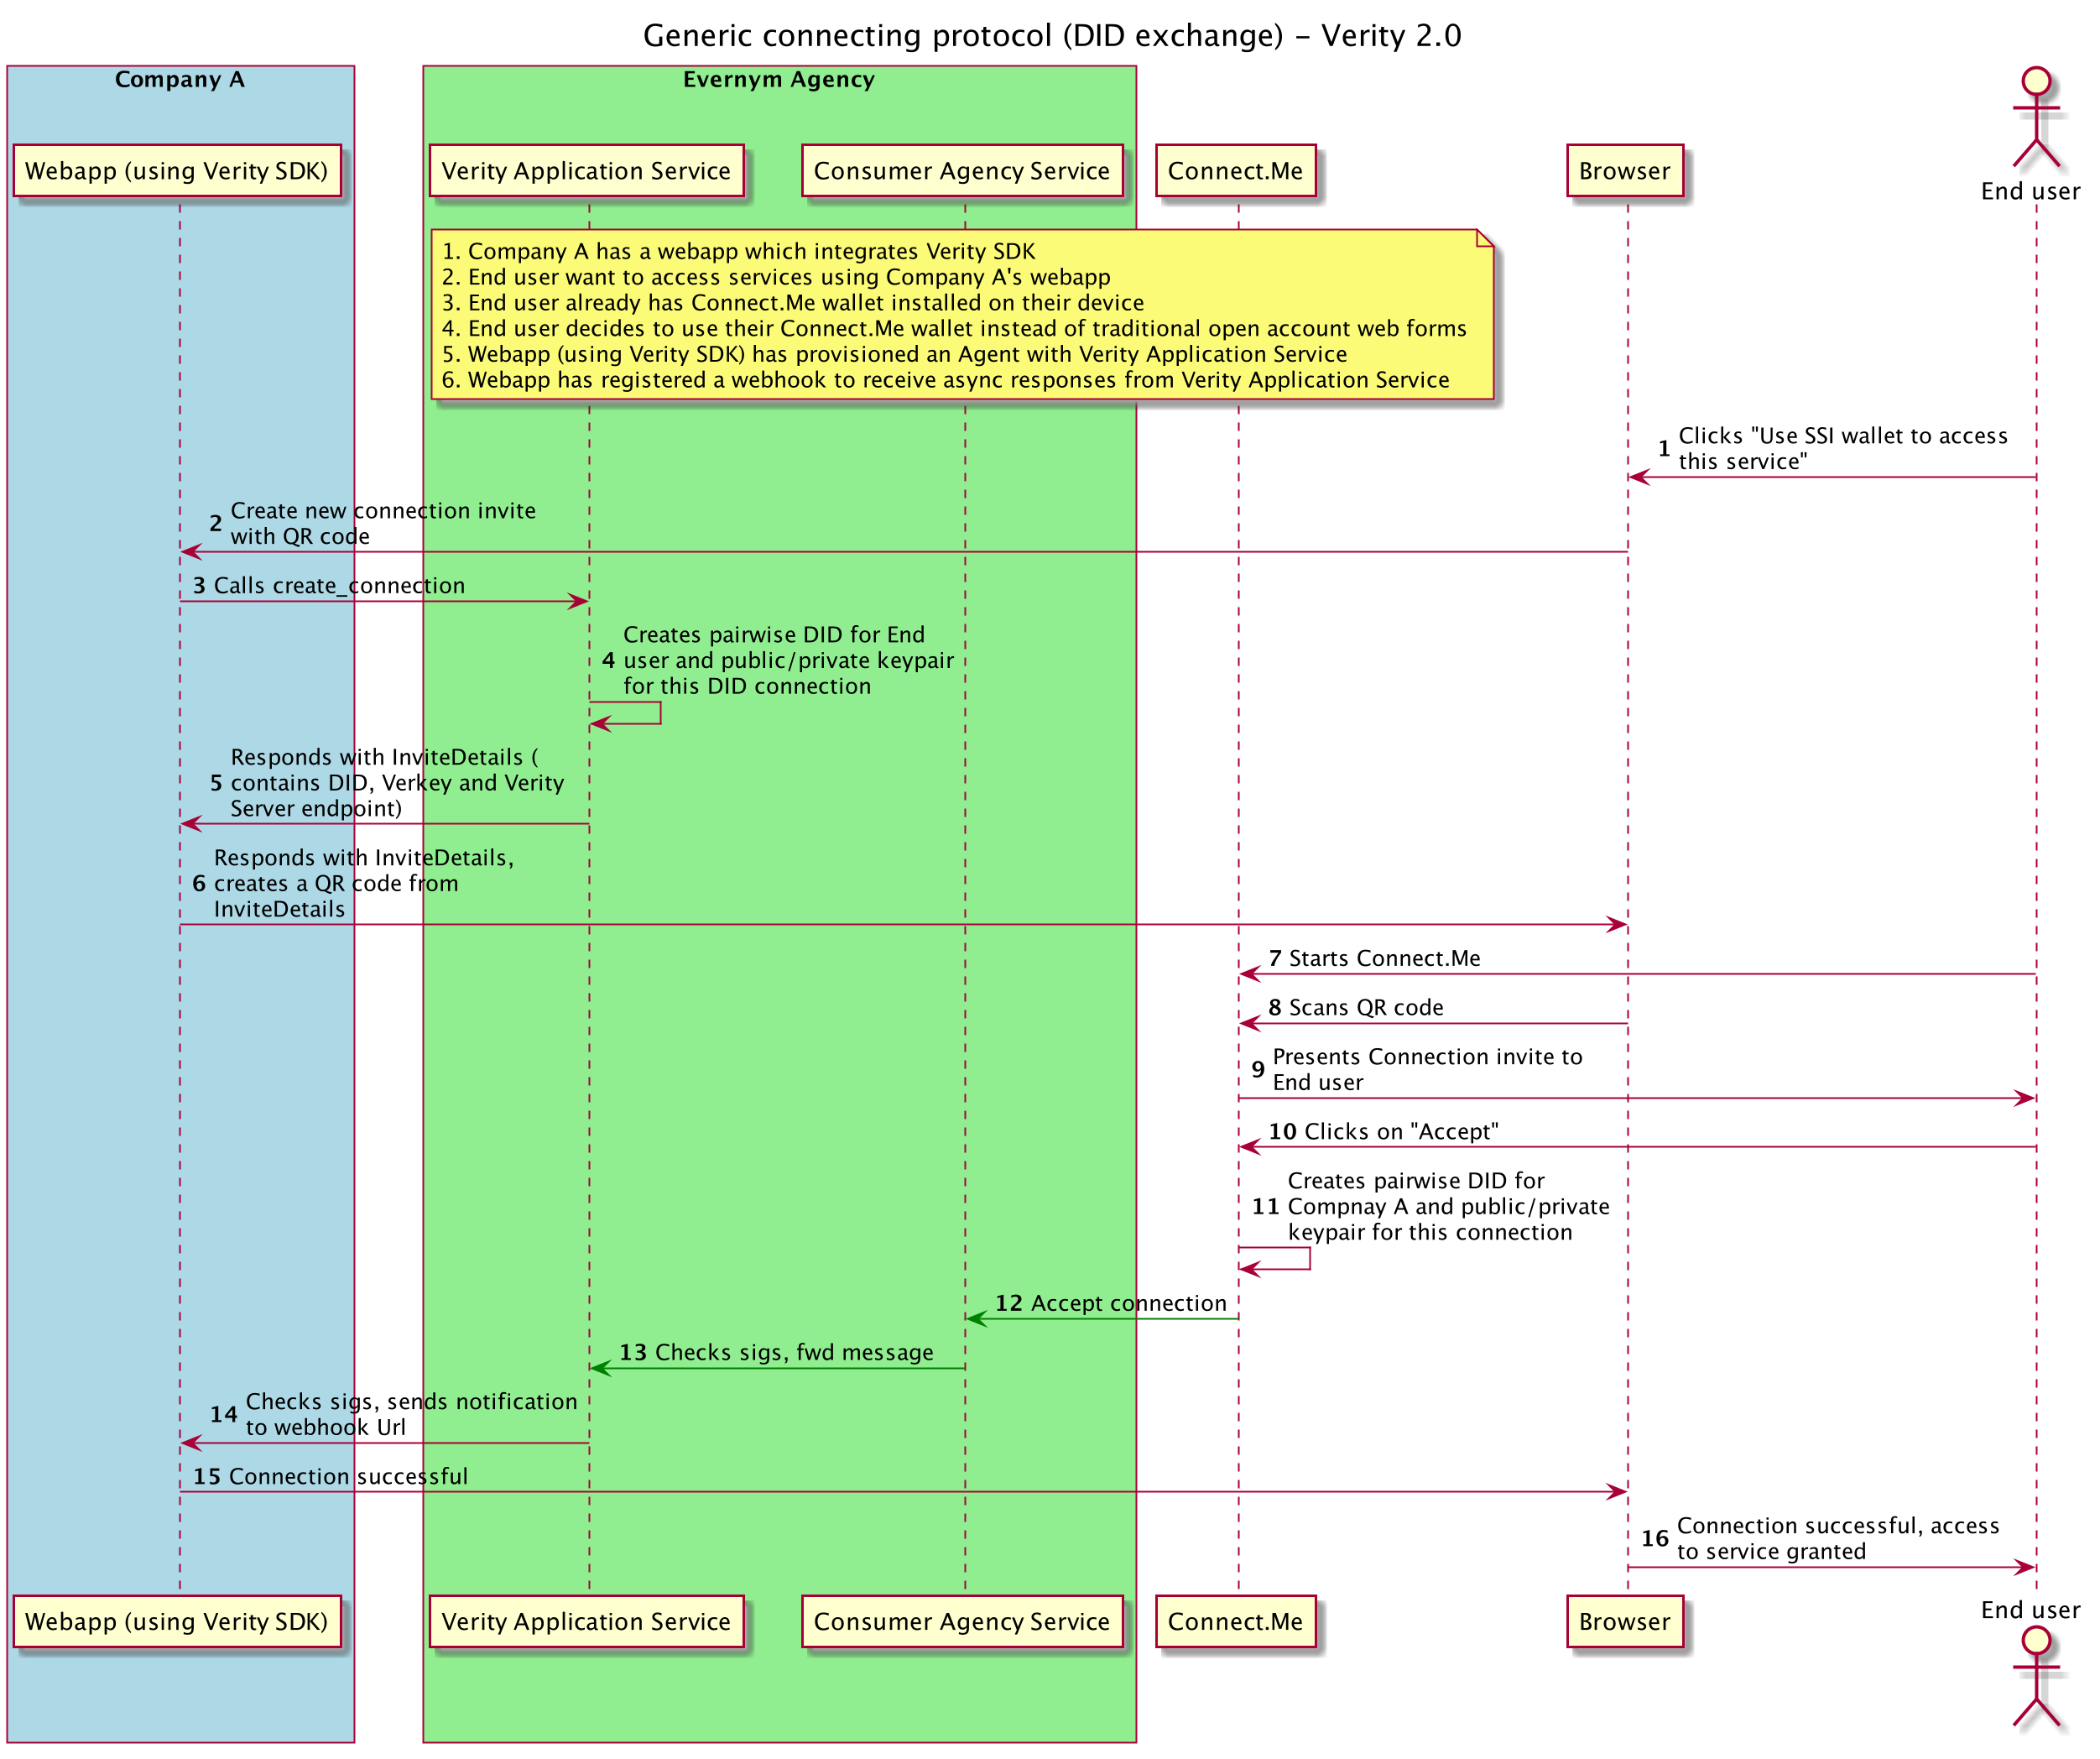 Generic connecting protocol (DID exchange) – Verity 2.0
Company A
Evernym Agency
Webapp (using Verity SDK)
Verity Application Service
Consumer Agency Service
Connect.Me
Browser
End user
1. Company A has a webapp which integrates Verity SDK
2. End user want to access services using Company A's webapp
3. End user already has Connect.Me wallet installed on their device
4. End user decides to use their Connect.Me wallet instead of traditional open account web forms
5. Webapp (using Verity SDK) has provisioned an Agent with Verity Application Service
6. Webapp has registered a webhook to receive async responses from Verity Application Service
1 Clicks "Use SSI wallet to access
this service"
2 Create new connection invite
with QR code
3 Calls create_connection
Creates pairwise DID for End
4 user and public/private keypair
for this DID connection
Responds with InviteDetails (
5 contains DID, Verkey and Verity
Server endpoint)
Responds with InviteDetails,
6 creates a QR code from
InviteDetails
7 Starts Connect.Me
8 Scans QR code
9 Presents Connection invite to
End user
10 Clicks on "Accept"
Creates pairwise DID for
11 Compnay A and public/private
keypair for this connection
12 Accept connection
13 Checks sigs, fwd message
14 Checks sigs, sends notification
to webhook Url
15 Connection successful
16 Connection successful, access
to service granted
Webapp (using Verity SDK)
Verity Application Service
Consumer Agency Service
Connect.Me
Browser
End user